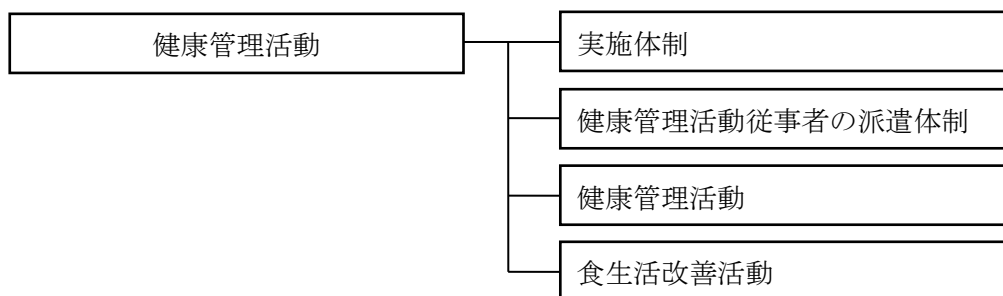 健康管理活動
実施体制
健康管理活動従事者の派遣体制
健康管理活動
食生活改善活動